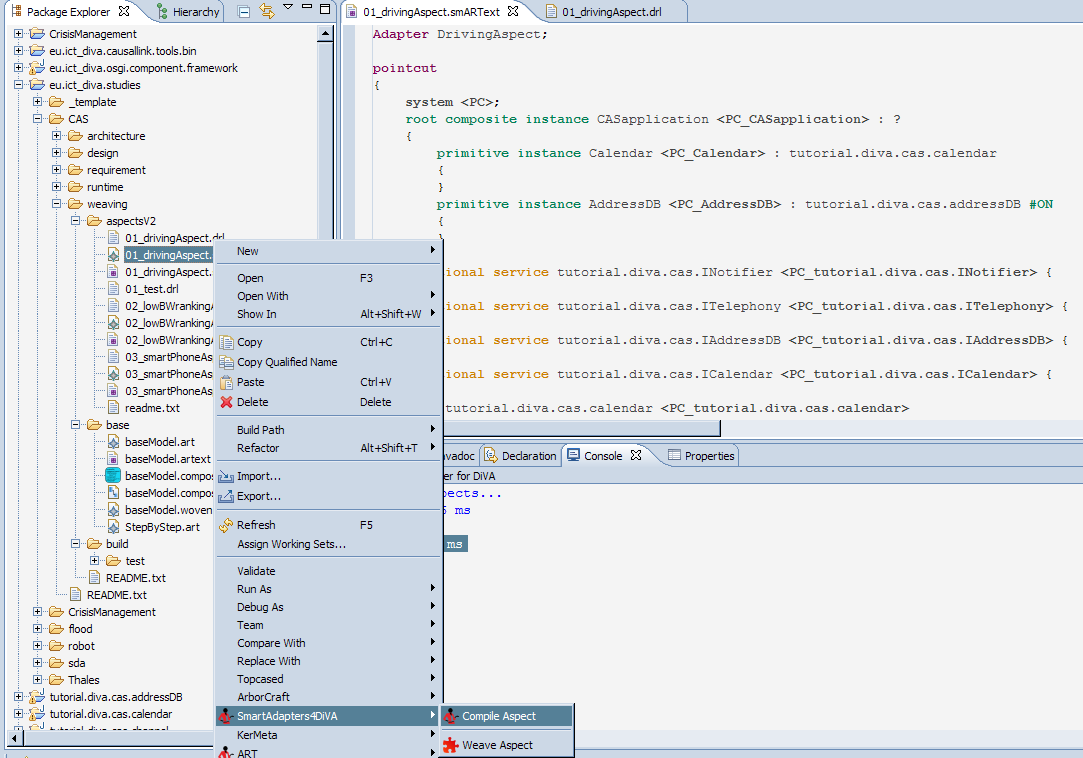 Package Explorer
Hierarchy
CrisisManagement
eu.ict_diva.causallink.tools.bin
eu.ict_diva.osgi.component.framework
eu.ict_diva.studies
_template
CAS
architecture
design
requirement
runtime
weaving
aspectsV2
01_drivingAspect.drl
01_drivingAspect.
01_drivingAspect.
01_test.drl
02_lowBWranking
02_lowBWranking
02_lowBWranking
03_smartPhoneAs
03_smartPhoneAs
03_smartPhoneAs
readme.txt
base
baseModel.art
baseModel.artext
baseModel.compo
baseModel.compo
baseModel.woven
StepByStep.art
build
test
README.txt
README.txt
CrisisManagement
flood
robot
sda
Thales
tutorial.diva.cas.addressDB
tutorial.diva.cas.calendar
New
Open F3
Open With
Show In Alt+Shift+W
Copy Ctrl+C
Copy Qualified Name
Paste Ctrl+V
Delete Delete
Build Path
Refactor Alt+Shift+T
Import...
Export...
Refresh F5
Assign Working Sets...
Validate
Run As
Debug As
Team
Compare With
Replace With
Topcased
ArborCraft
SmartAdapters4DiVA
KerMeta
ART
Compile Aspect
Weave Aspect
01_drivingAspect.smARText
01_drivingAspect.drl
Adapter DrivingAspect;
pointcut
{
system <PC>;
root composite instance CASapplication <PC_CASapplication> : ?
{
primitive instance Calendar <PC_Calendar> : tutorial.diva.cas.calendar
{
}
primitive instance AddressDB <PC_AddressDB> : tutorial.diva.cas.addressDB #ON
{
}
ional service tutorial.diva.cas.INotifier <PC_tutorial.diva.cas.INotifier> {
ional service tutorial.diva.cas.ITelephony <PC_tutorial.diva.cas.ITelephony> {
ional service tutorial.diva.cas.IAddressDB <PC_tutorial.diva.cas.IAddressDB> {
ional service tutorial.diva.cas.ICalendar <PC_tutorial.diva.cas.ICalendar> {
tutorial.diva.cas.calendar <PC_tutorial.diva.cas.calendar>
avadoc
Declaration
Console
Properties
er for DiVA
pects...
ms
ms